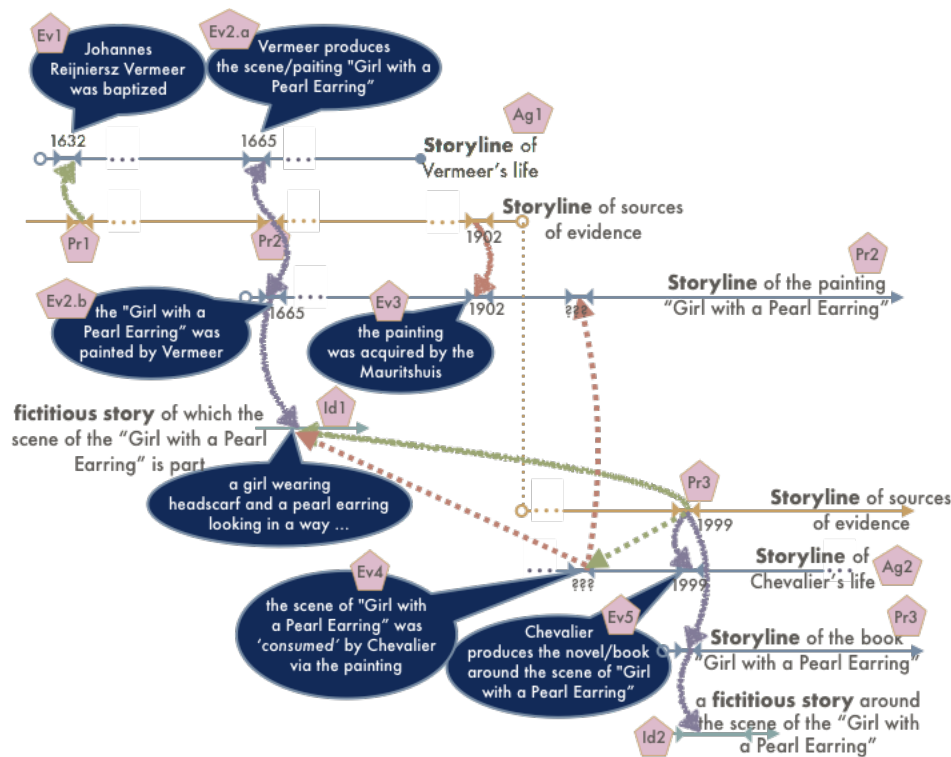 Ev1
Johannes
Reijniersz Vermeer
was baptized
Ev2.a
Vermeer produces
the scene/paiting "Girl with a
Pearl Earring”
1632
....
1665
....
Ag1
Storyline of
Vermeer’s life
Pr1
....
Pr2
....
....
1902
Storyline of sources
of evidence
Pr2
Ev2.b
the "Girl with a
Pearl Earring” was
painted by Vermeer
1665
....
Ev3
the painting
was acquired by the
Mauritshuis
1902
???
Storyline of the painting
“Girl with a Pearl Earring”
fictitious story of which the
scene of the “Girl with a Pearl
Earring” is part
Id1
a girl wearing
headscarf and a pearl earring
looking in a way ...
Pr3
....
1999
Storyline of sources
of evidence
Ev4
the scene of "Girl with
a Pearl Earring” was
‘consumed’ by Chevalier
via the painting
....
???
1999
Storyline of
Chevalier’s life
....
Ag2
Ev5
Chevalier
produces the novel/book
around the scene of "Girl
with a Pearl Earring”
Pr3
Storyline of the book
“Girl with a Pearl Earring”
Id2
a fictitious story around
the scene of the “Girl with
a Pearl Earring”